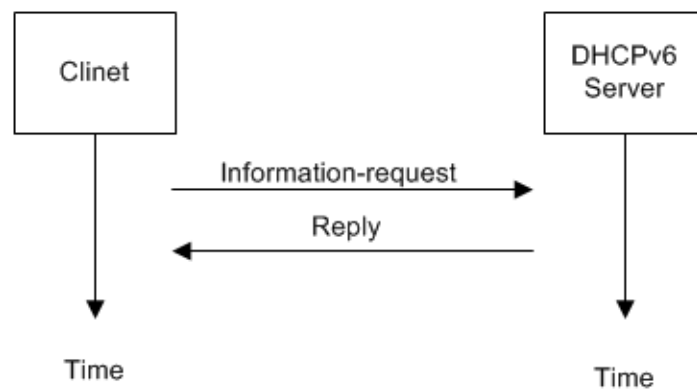 Clinet
DHCPv6
Server
Information-request
Reply
Time
Time